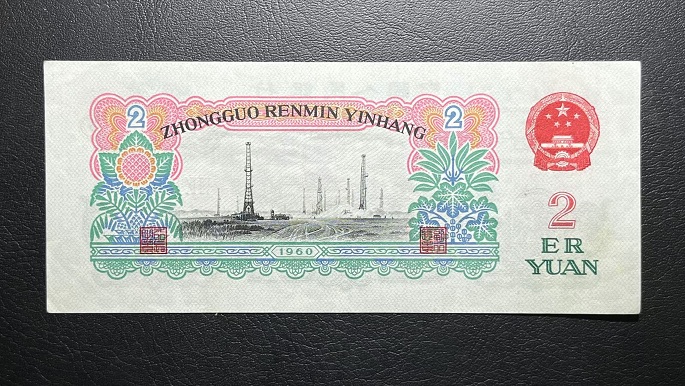 2 ZHONGGUO RENMIN YINHANG 2
1960
2
ER
YUAN